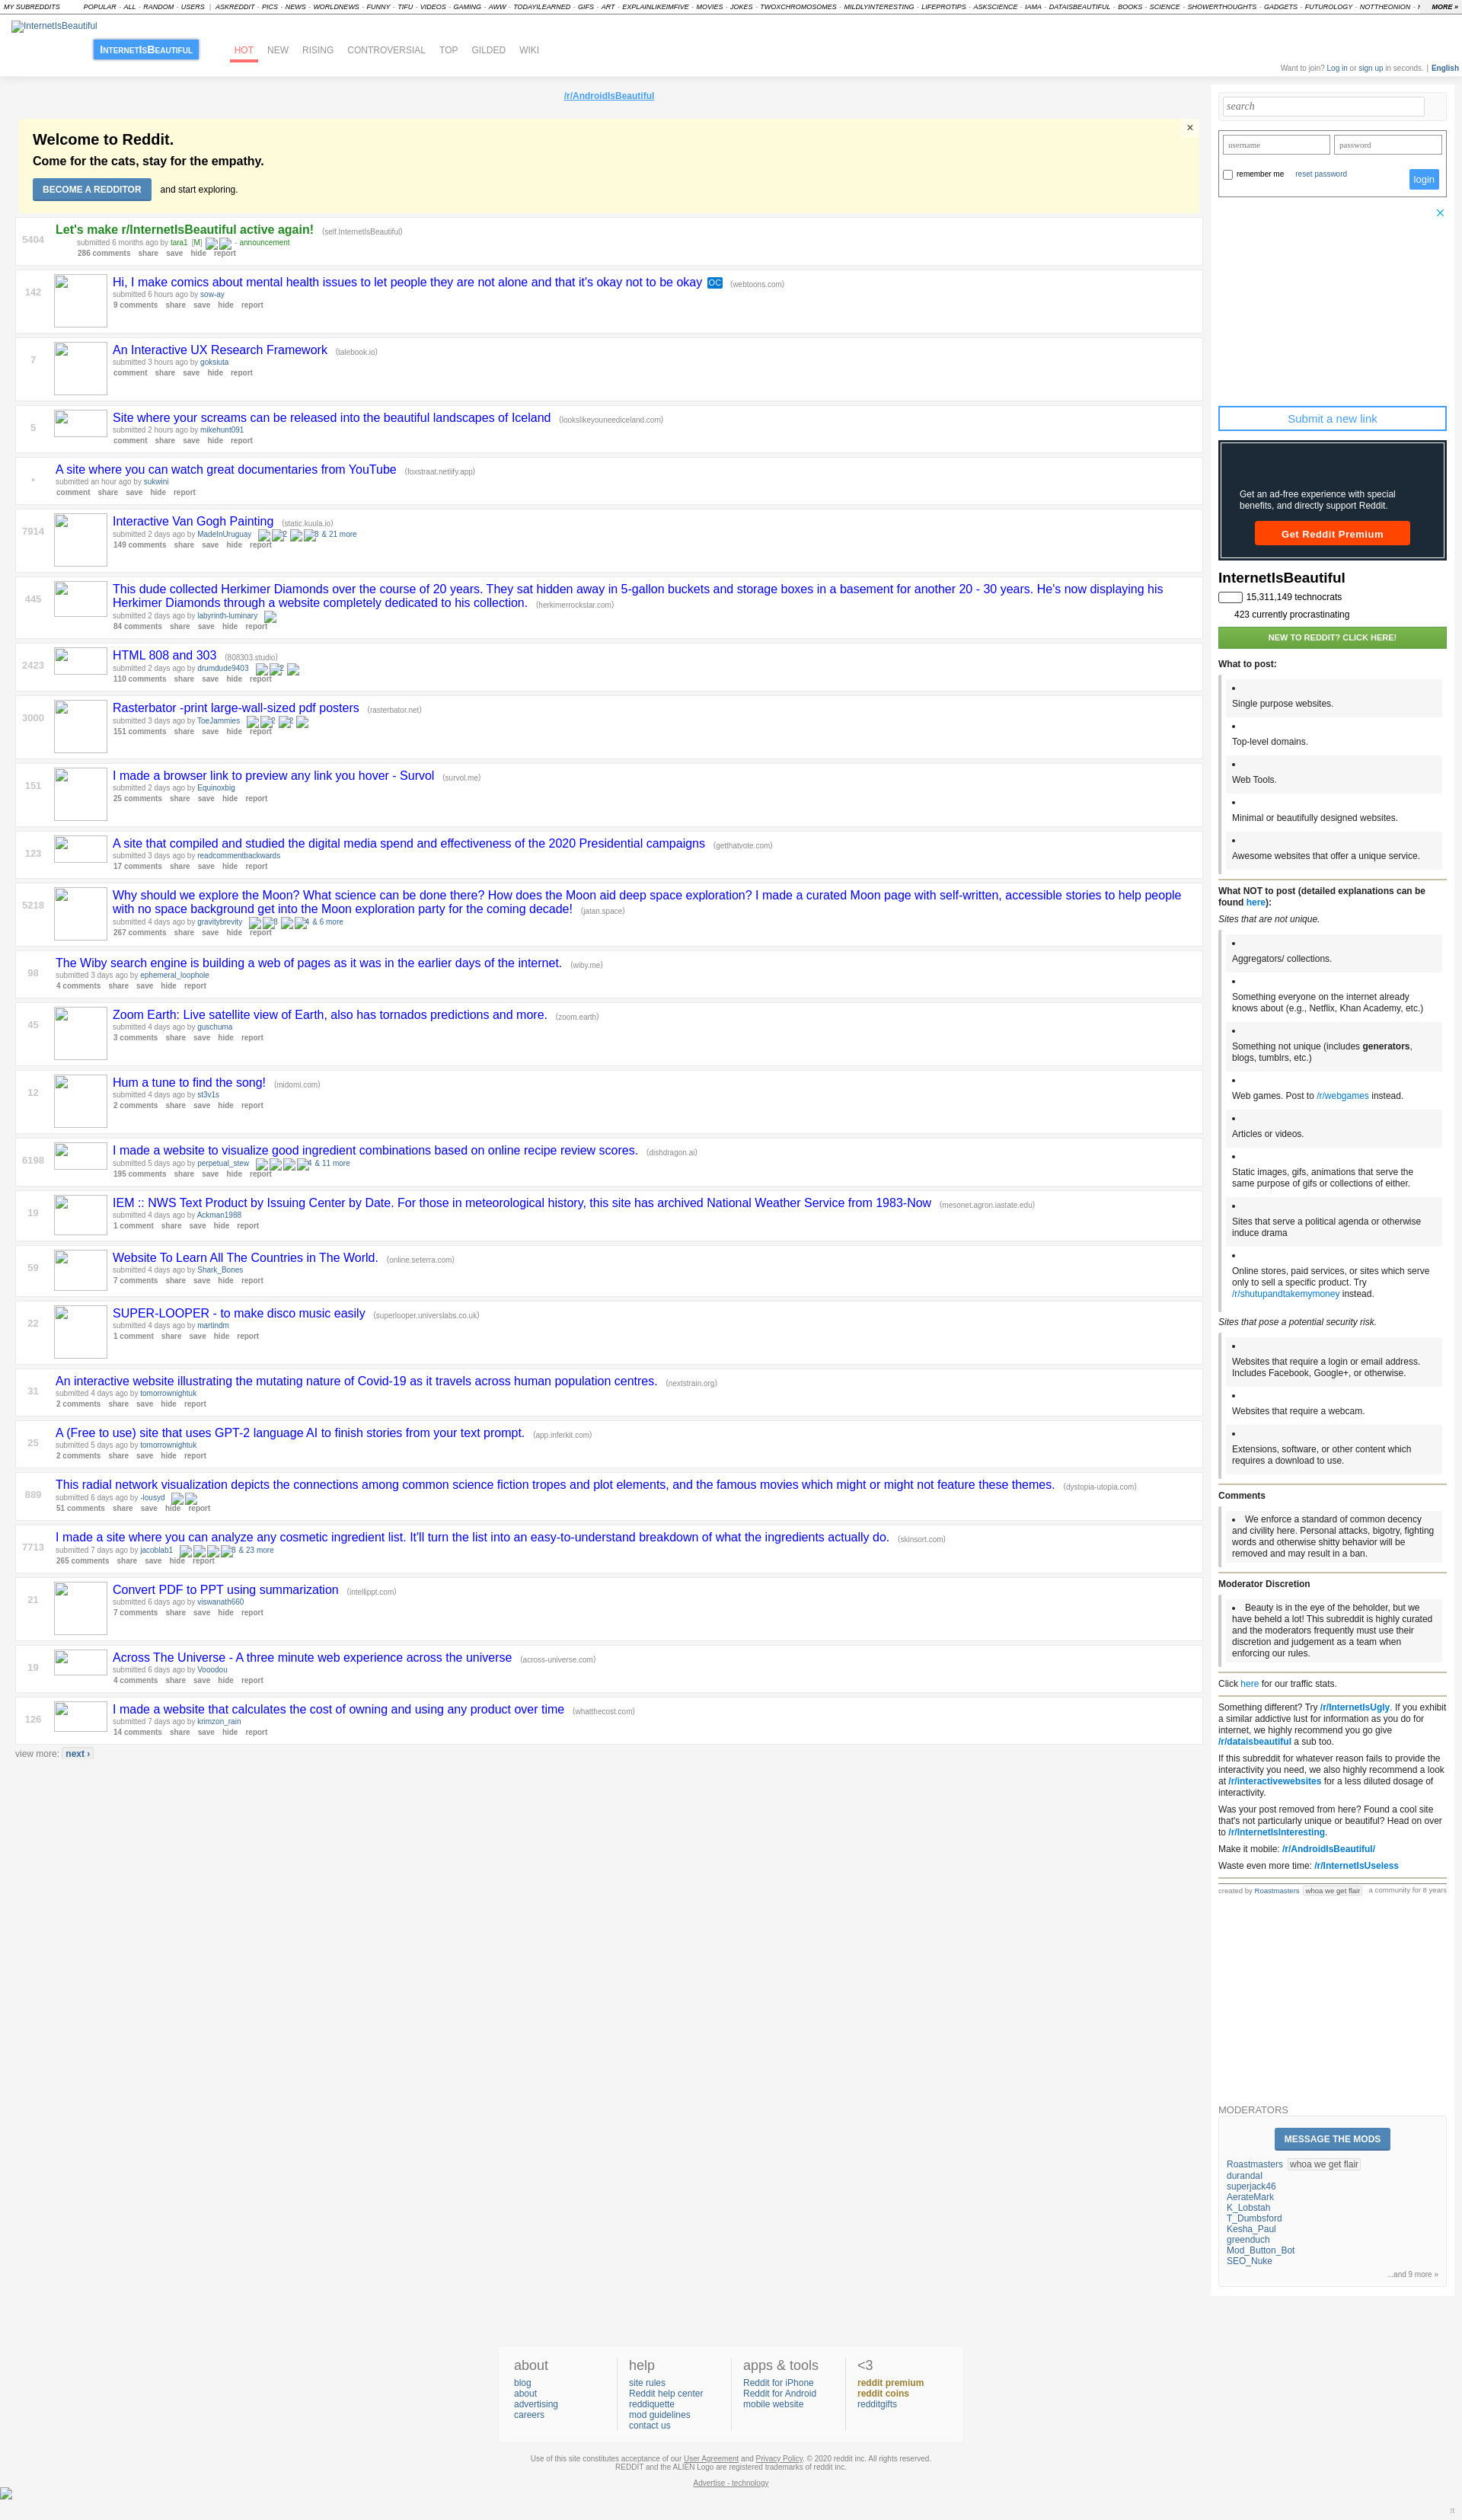 MY SUBREDDITS POPULAR - ALL - RANDOM - USERS | ASKREDDIT - PICS - NEWS - WORLDNEWS - FUNNY - TIFU - VIDEOS - GAMING - AWW - TODAYILEARNED - GIFS - ART - EXPLAINLIKEIMFIVE - MOVIES - JOKES - TWOXCHROMOSOMES - MILDLYINTERESTING - LIFEPROTIPS - ASKSCIENCE - IAMA - DATAISBEAUTIFUL - BOOKS - SCIENCE - SHOWERTHOUGHTS - GADGETS - FUTUROLOGY - NOTTHEONION - MORE »
InternetIsBeautiful
InternetIsBeautiful HOT NEW RISING CONTROVERSIAL TOP GILDED WIKI
Want to join? Log in or sign up in seconds. | English
/r/AndroidIsBeautiful
Welcome to Reddit.
Come for the cats, stay for the empathy.
BECOME A REDDITOR and start exploring.
×
5404
Let's make r/InternetIsBeautiful active again! (self.InternetIsBeautiful)
submitted 6 months ago by tara1 [M] - announcement
286 comments share save hide report
142
Hi, I make comics about mental health issues to let people they are not alone and that it's okay not to be okay OC (webtoons.com)
submitted 6 hours ago by sow-ay
9 comments share save hide report
7
An Interactive UX Research Framework (talebook.io)
submitted 3 hours ago by goksiuta
comment share save hide report
5
Site where your screams can be released into the beautiful landscapes of Iceland (lookslikeyouneediceland.com)
submitted 2 hours ago by mikehunt091
comment share save hide report
•
A site where you can watch great documentaries from YouTube (foxstraat.netlify.app)
submitted an hour ago by sukwini
comment share save hide report
7914
Interactive Van Gogh Painting (static.kuula.io)
submitted 2 days ago by MadeInUruguay 2 3 & 21 more
149 comments share save hide report
445
This dude collected Herkimer Diamonds over the course of 20 years. They sat hidden away in 5-gallon buckets and storage boxes in a basement for another 20 - 30 years. He's now displaying his
Herkimer Diamonds through a website completely dedicated to his collection. (herkimerrockstar.com)
submitted 2 days ago by labyrinth-luminary
84 comments share save hide report
2423
HTML 808 and 303 (808303.studio)
submitted 2 days ago by drumdude9403 2
110 comments share save hide report
3000
Rasterbator -print large-wall-sized pdf posters (rasterbator.net)
submitted 3 days ago by ToeJammies 2 2
151 comments share save hide report
151
I made a browser link to preview any link you hover - Survol (survol.me)
submitted 2 days ago by Equinoxbig
25 comments share save hide report
123
A site that compiled and studied the digital media spend and effectiveness of the 2020 Presidential campaigns (getthatvote.com)
submitted 3 days ago by readcommentbackwards
17 comments share save hide report
5218
Why should we explore the Moon? What science can be done there? How does the Moon aid deep space exploration? I made a curated Moon page with self-written, accessible stories to help people
with no space background get into the Moon exploration party for the coming decade! (jatan.space)
submitted 4 days ago by gravitybrevity 3 4 & 6 more
267 comments share save hide report
98
The Wiby search engine is building a web of pages as it was in the earlier days of the internet. (wiby.me)
submitted 3 days ago by ephemeral_loophole
4 comments share save hide report
45
Zoom Earth: Live satellite view of Earth, also has tornados predictions and more. (zoom.earth)
submitted 4 days ago by guschuma
3 comments share save hide report
12
Hum a tune to find the song! (midomi.com)
submitted 4 days ago by st3v1s
2 comments share save hide report
6198
I made a website to visualize good ingredient combinations based on online recipe review scores. (dishdragon.ai)
submitted 5 days ago by perpetual_stew 4 & 11 more
195 comments share save hide report
19
IEM :: NWS Text Product by Issuing Center by Date. For those in meteorological history, this site has archived National Weather Service from 1983-Now (mesonet.agron.iastate.edu)
submitted 4 days ago by Ackman1988
1 comment share save hide report
59
Website To Learn All The Countries in The World. (online.seterra.com)
submitted 4 days ago by Shark_Bones
7 comments share save hide report
22
SUPER-LOOPER - to make disco music easily (superlooper.universlabs.co.uk)
submitted 4 days ago by martindm
1 comment share save hide report
31
An interactive website illustrating the mutating nature of Covid-19 as it travels across human population centres. (nextstrain.org)
submitted 4 days ago by tomorrownightuk
2 comments share save hide report
25
A (Free to use) site that uses GPT-2 language AI to finish stories from your text prompt. (app.inferkit.com)
submitted 5 days ago by tomorrownightuk
2 comments share save hide report
889
This radial network visualization depicts the connections among common science fiction tropes and plot elements, and the famous movies which might or might not feature these themes. (dystopia-utopia.com)
submitted 6 days ago by -lousyd
51 comments share save hide report
7713
I made a site where you can analyze any cosmetic ingredient list. It'll turn the list into an easy-to-understand breakdown of what the ingredients actually do. (skinsort.com)
submitted 7 days ago by jacoblab1 3 & 23 more
265 comments share save hide report
21
Convert PDF to PPT using summarization (intellippt.com)
submitted 6 days ago by viswanath660
7 comments share save hide report
19
Across The Universe - A three minute web experience across the universe (across-universe.com)
submitted 6 days ago by Vooodou
4 comments share save hide report
126
I made a website that calculates the cost of owning and using any product over time (whatthecost.com)
submitted 7 days ago by krimzon_rain
14 comments share save hide report
view more: next ›
search
username password
remember me reset password login
Submit a new link
Get an ad-free experience with special
benefits, and directly support Reddit.
Get Reddit Premium
InternetIsBeautiful
15,311,149 technocrats
423 currently procrastinating
NEW TO REDDIT? CLICK HERE!
What to post:
• Single purpose websites.
• Top-level domains.
• Web Tools.
• Minimal or beautifully designed websites.
• Awesome websites that offer a unique service.
What NOT to post (detailed explanations can be
found here):
Sites that are not unique.
• Aggregators/ collections.
• Something everyone on the internet already
knows about (e.g., Netflix, Khan Academy, etc.)
• Something not unique (includes generators,
blogs, tumblrs, etc.)
• Web games. Post to /r/webgames instead.
• Articles or videos.
• Static images, gifs, animations that serve the
same purpose of gifs or collections of either.
• Sites that serve a political agenda or otherwise
induce drama
• Online stores, paid services, or sites which serve
only to sell a specific product. Try
/r/shutupandtakemymoney instead.
Sites that pose a potential security risk.
• Websites that require a login or email address.
Includes Facebook, Google+, or otherwise.
• Websites that require a webcam.
• Extensions, software, or other content which
requires a download to use.
Comments
• We enforce a standard of common decency
and civility here. Personal attacks, bigotry, fighting
words and otherwise shitty behavior will be
removed and may result in a ban.
Moderator Discretion
• Beauty is in the eye of the beholder, but we
have beheld a lot! This subreddit is highly curated
and the moderators frequently must use their
discretion and judgement as a team when
enforcing our rules.
Click here for our traffic stats.
Something different? Try /r/InternetIsUgly. If you exhibit
a similar addictive lust for information as you do for
internet, we highly recommend you go give
/r/dataisbeautiful a sub too.
If this subreddit for whatever reason fails to provide the
interactivity you need, we also highly recommend a look
at /r/interactivewebsites for a less diluted dosage of
interactivity.
Was your post removed from here? Found a cool site
that's not particularly unique or beautiful? Head on over
to /r/InternetIsInteresting.
Make it mobile: /r/AndroidIsBeautiful/
Waste even more time: /r/InternetIsUseless
created by Roastmasters whoa we get flair a community for 8 years
MODERATORS
MESSAGE THE MODS
Roastmasters whoa we get flair
durandal
superjack46
AerateMark
K_Lobstah
T_Dumbsford
Kesha_Paul
greenduch
Mod_Button_Bot
SEO_Nuke
...and 9 more »
about
blog
about
advertising
careers
help
site rules
Reddit help center
reddiquette
mod guidelines
contact us
apps & tools
Reddit for iPhone
Reddit for Android
mobile website
<3
reddit premium
reddit coins
redditgifts
Use of this site constitutes acceptance of our User Agreement and Privacy Policy. © 2020 reddit inc. All rights reserved.
REDDIT and the ALIEN Logo are registered trademarks of reddit inc.
Advertise - technology
π